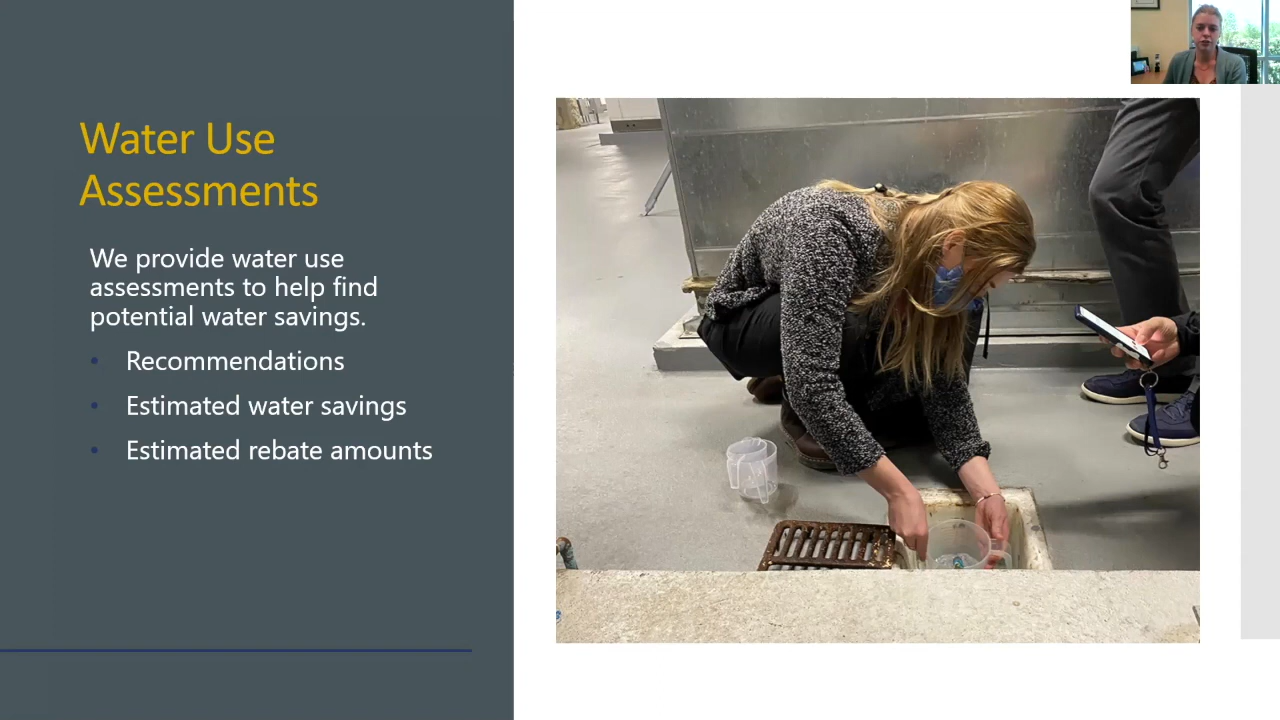 Water Use
Assessments
We provide water use
assessments to help find
potential water savings.
• Recommendations
• Estimated water savings
• Estimated rebate amounts